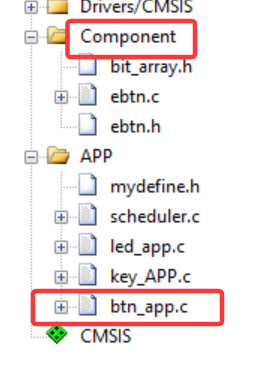 Drivers/CMSIS
Component
bit_array.h
ebtn.c
ebtn.h
APP
mydefine.h
scheduler.c
led_app.c
key_APP.c
btn_app.c
CMSIS